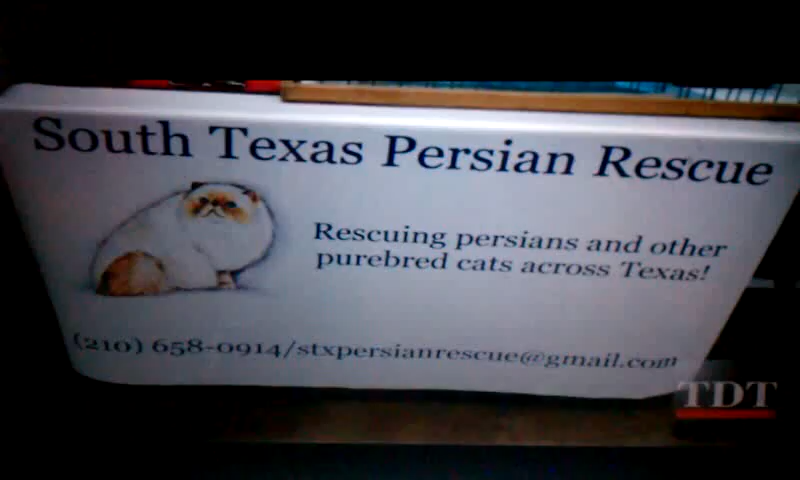 South Texas Persian Rescue
Rescuing persians and other
purebred cats across Texas!
(210) 658-0914/stxpersianrescue@gmail.com
TDT